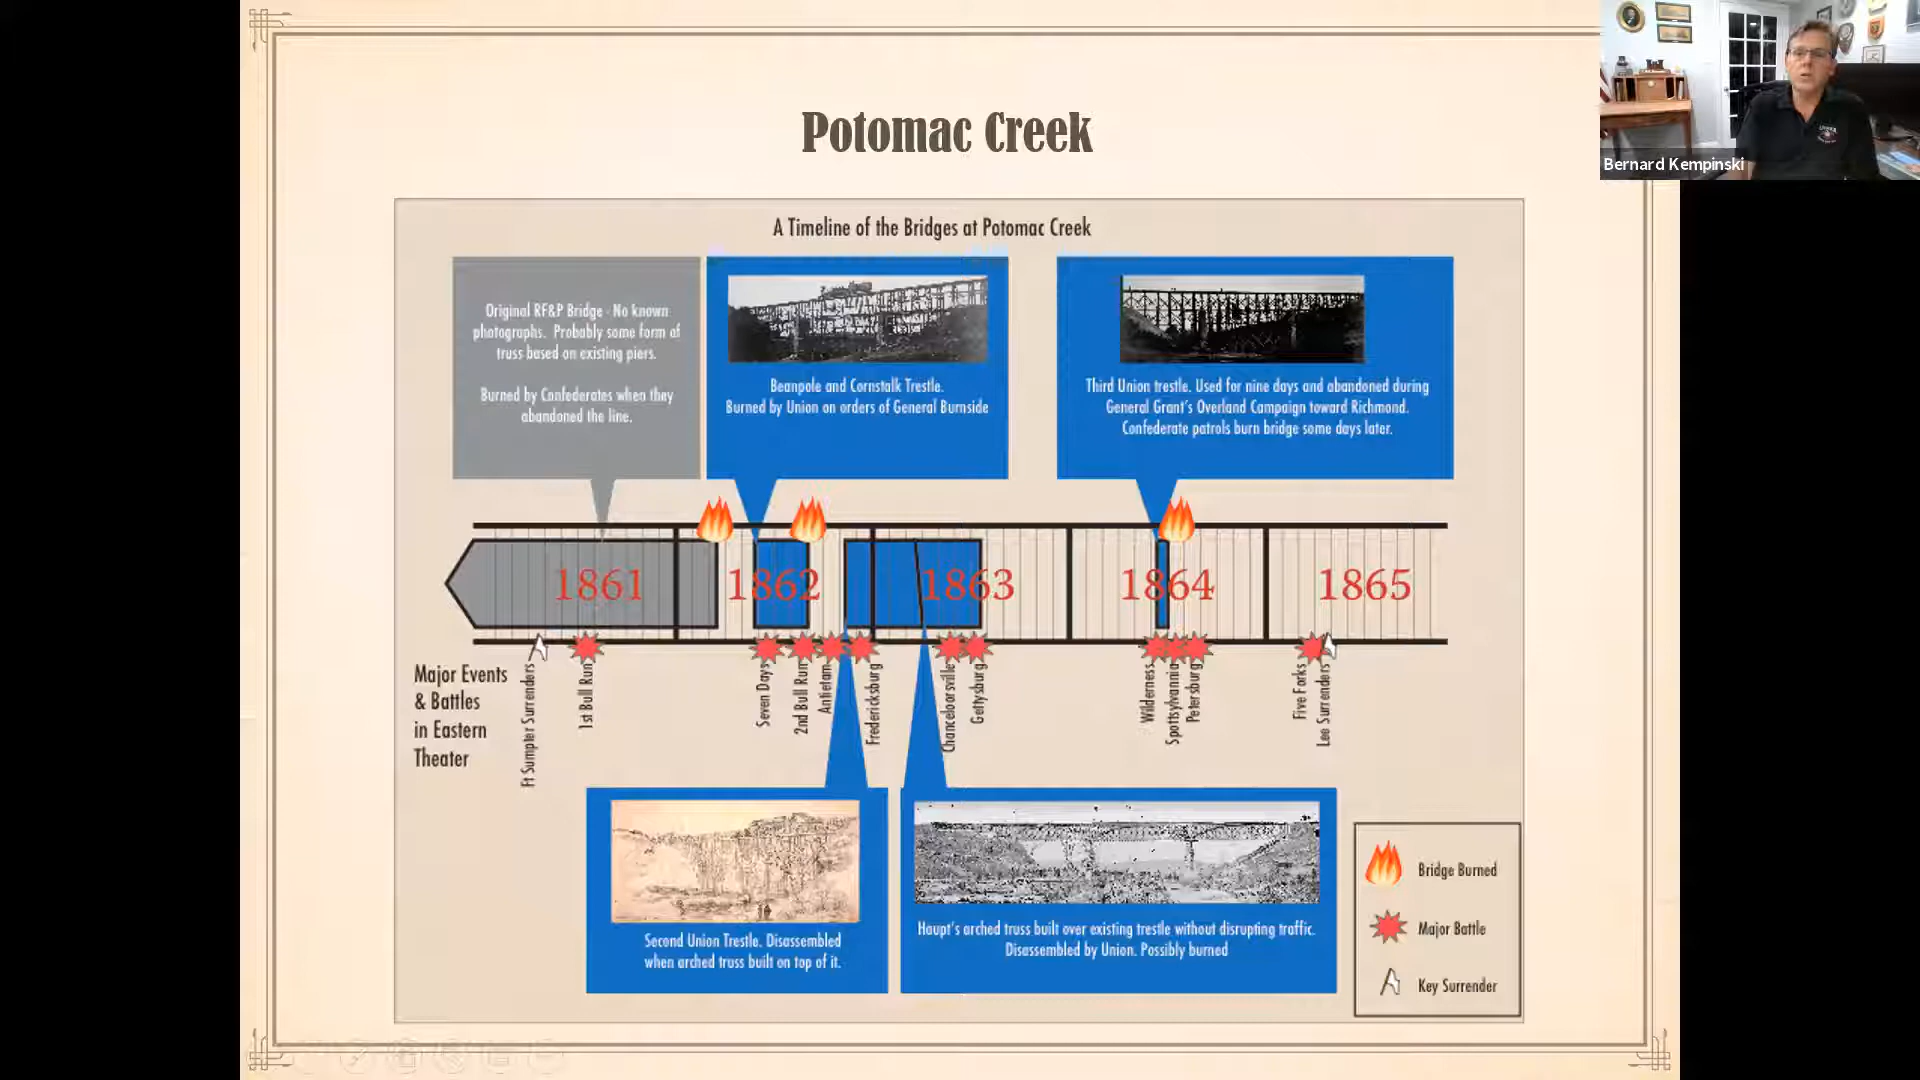 Potomac Creek
Bernard Kempinski
A Timeline of the Bridges at Potomac Creek
Original RF&P Bridge - No known
photographs. Probably some form of
truss based on existing piers.
Burned by Confederates when they
abandoned the line.
Beanpole and Cornstalk Trestle.
Burned by Union on orders of General Burnside
Third Union trestle. Used for nine days and abandoned during
General Grant's Overland Campaign toward Richmond.
Confederate patrols burn bridge some days later.
1861
1862
1863
1864
1865
Major Events
& Battles
in Eastern
Theater
Ft Sumpter Surrenders
1st Bull Run
Seven Days
2nd Bull Run
Antietam
Fredericksburg
Chanceloorsville
Gettysburg
Wilderness
Spottsylvannia
Petersburg
Five Forks
Lee Surrenders
Second Union Trestle. Disassembled
when arched truss built on top of it.
Haupt's arched truss built over existing trestle without disrupting traffic.
Disassembled by Union. Possibly burned
Bridge Burned
Major Battle
Key Surrender